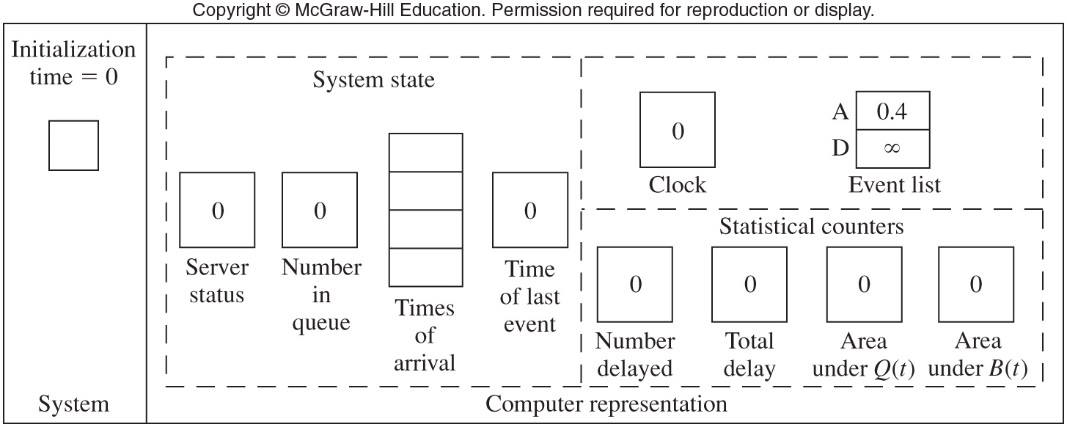 Copyright © McGraw-Hill Education. Permission required for reproduction or display.
Initialization
time = 0
System
System state
0
Server
status
0
Number
in
queue
Times
of
arrival
0
Time
of last
event
0
Clock
A 0.4
D ∞
Event list
Statistical counters
0
Number
delayed
0
Total
delay
0
Area
under Q(t)
0
Area
under B(t)
Computer representation